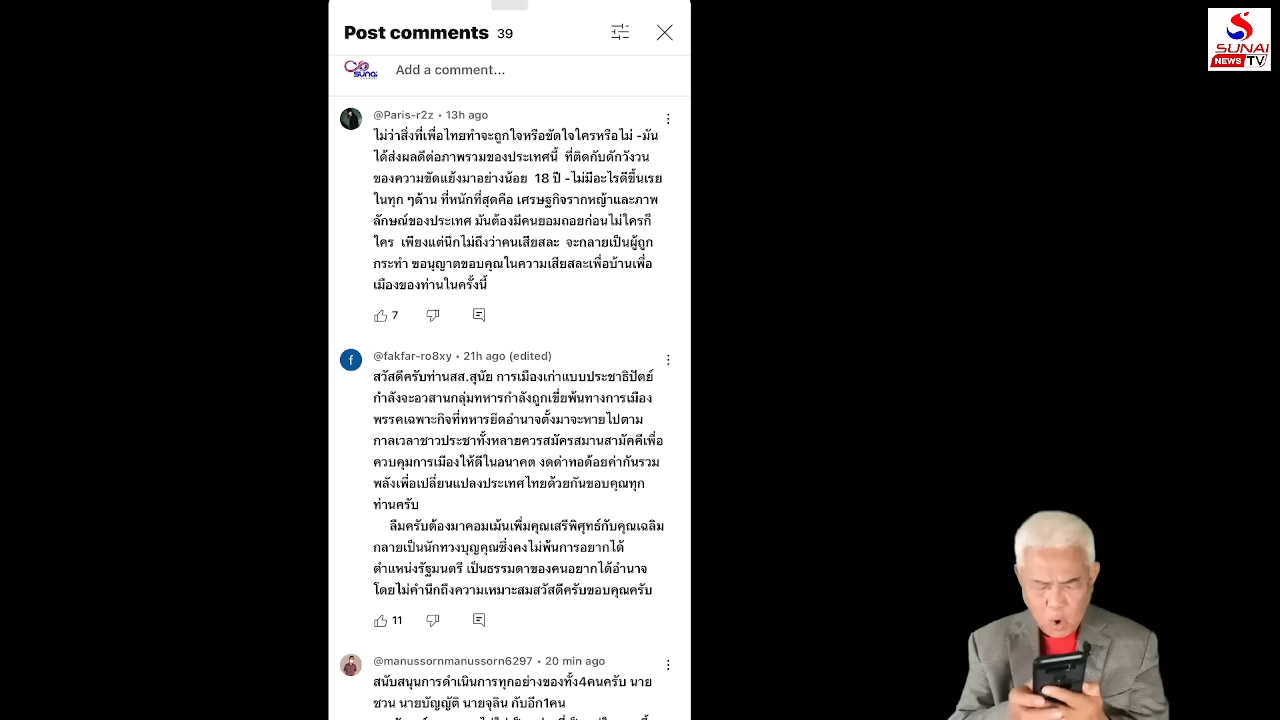 Post comments 39
SUNAI
NEWS TV
Add a comment...
@Paris-r2z • 13h ago
ไม่ว่าสิ่งที่เพื่อไทยทำจะถูกใจหรือขัดใจใครหรือไม่ -มัน
ได้ส่งผลดีต่อภาพรวมของประเทศนี้ ที่ติดกับดักวังวน
ของความขัดแย้งมาอย่างน้อย 18 ปี -ไม่มีอะไรดีขึ้นเรย
ในทุก ๆด้าน ที่หนักที่สุดคือ เศรษฐกิจรากหญ้าและภาพ
ลักษณ์ของประเทศ มันต้องมีคนยอมถอยก่อนไม่ใครก็
ใคร เพียงแต่นึกไม่ถึงว่าคนเสียสละ จะกลายเป็นผู้ถูก
กระทำ ขอนุญาตขอบคุณในความเสียสละเพื่อบ้านเพื่อ
เมืองของท่านในครั้งนี้
7
f
@fakfar-ro8xy • 21h ago (edited)
สวัสดีครับท่านสส.สุนัย การเมืองเก่าแบบประชาธิปัตย์
กำลังจะอวสานกลุ่มทหารกำลังถูกเขี่ยพ้นทางการเมือง
พรรคเฉพาะกิจที่ทหารยึดอำนาจตั้งมาจะหายไปตาม
กาลเวลาชาวประชาทั้งหลายควรสมัครสมานสามัคคีเพื่อ
ควบคุมการเมืองให้ดีในอนาคต งดด่าทอด้อยค่ากันรวม
พลังเพื่อเปลี่ยนแปลงประเทศไทยด้วยกันขอบคุณทุก
ท่านครับ
ลืมครับต้องมาคอมเม้นเพิ่มคุณเสรีพิศุทธ์กับคุณเฉลิม
กลายเป็นนักทวงบุญคุณซึ่งคงไม่พ้นการอยากได้
ตำแหน่งรัฐมนตรี เป็นธรรมดาของคนอยากได้อำนาจ
โดยไม่คำนึกถึงความเหมาะสมสวัสดีครับขอบคุณครับ
11
@manussornmanussorn6297 • 20 min ago
สนับสนุนการดำเนินการทุกอย่างของทั้ง4คนครับ นาย
ชวน นายบัญญัติ นายจุลิน กับอีก1คน